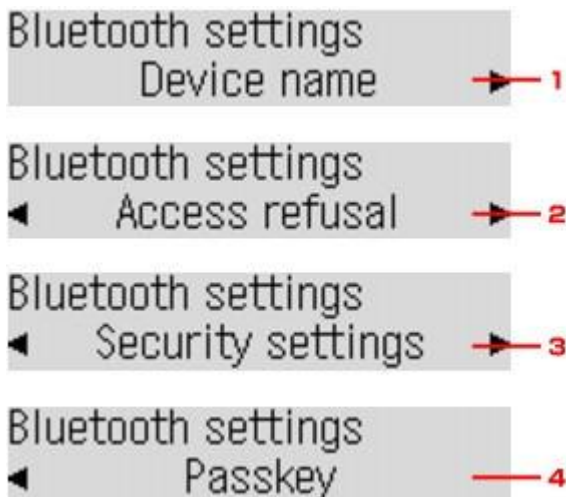 Bluetooth settings
Device name
1
Bluetooth settings
Access refusal
2
Bluetooth settings
Security settings
3
Bluetooth settings
Passkey
4